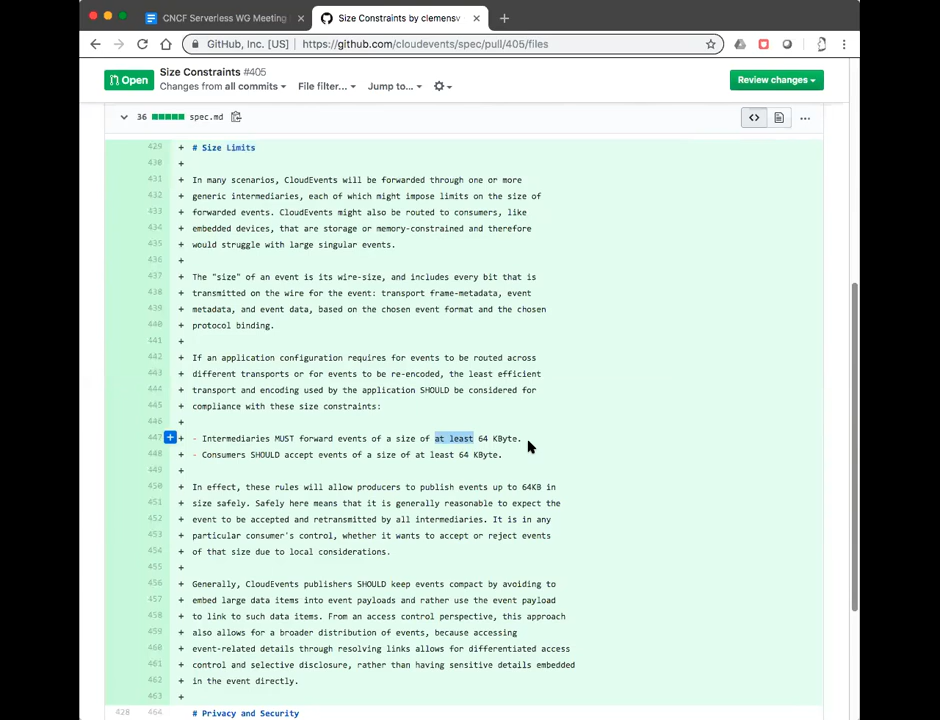 CNCF Serverless WG Meeting
Size Constraints by clemensv
GitHub, Inc. [US] https://github.com/cloudevents/spec/pull/405/files
Open
Size Constraints #405
Changes from all commits File filter... Jump to...
Review changes
36 spec.md
429 + # Size Limits
430 +
431 + In many scenarios, CloudEvents will be forwarded through one or more
432 + generic intermediaries, each of which might impose limits on the size of
433 + forwarded events. CloudEvents might also be routed to consumers, like
434 + embedded devices, that are storage or memory-constrained and therefore
435 + would struggle with large singular events.
436 +
437 + The "size" of an event is its wire-size, and includes every bit that is
438 + transmitted on the wire for the event: transport frame-metadata, event
439 + metadata, and event data, based on the chosen event format and the chosen
440 + protocol binding.
441 +
442 + If an application configuration requires for events to be routed across
443 + different transports or for events to be re-encoded, the least efficient
444 + transport and encoding used by the application SHOULD be considered for
445 + compliance with these size constraints:
446 +
447 + - Intermediaries MUST forward events of a size of at least 64 KByte.
448 + - Consumers SHOULD accept events of a size of at least 64 KByte.
449 +
450 + In effect, these rules will allow producers to publish events up to 64KB in
451 + size safely. Safely here means that it is generally reasonable to expect the
452 + event to be accepted and retransmitted by all intermediaries. It is in any
453 + particular consumer's control, whether it wants to accept or reject events
454 + of that size due to local considerations.
455 +
456 + Generally, CloudEvents publishers SHOULD keep events compact by avoiding to
457 + embed large data items into event payloads and rather use the event payload
458 + to link to such data items. From an access control perspective, this approach
459 + also allows for a broader distribution of events, because accessing
460 + event-related details through resolving links allows for differentiated access
461 + control and selective disclosure, rather than having sensitive details embedded
462 + in the event directly.
463 +
428 464 # Privacy and Security